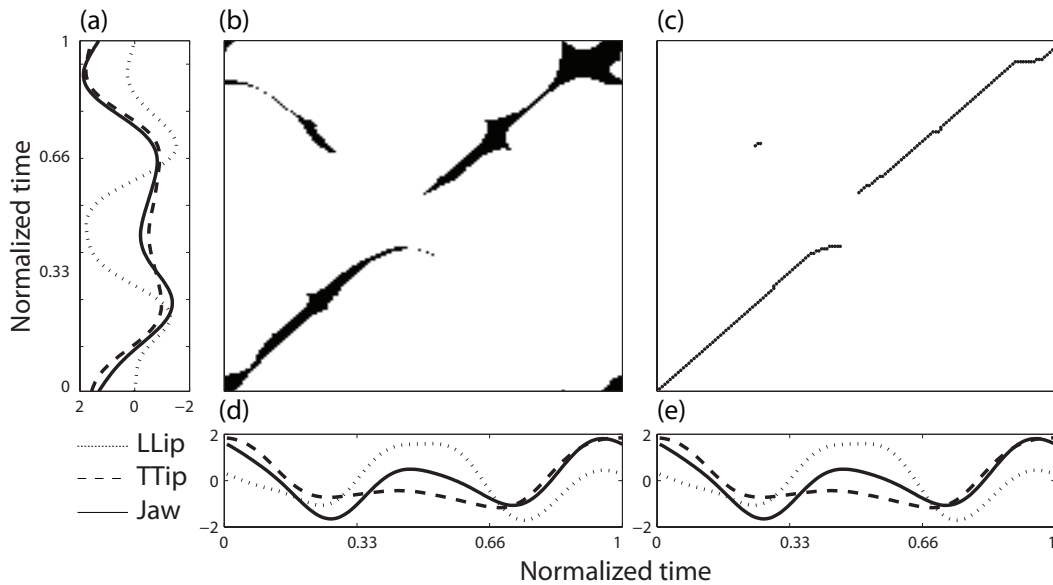 (a)
(b)
(c)
1
0.66
0.33
0
Normalized time
2 0 −2
LLip
TTip
Jaw
(d)
(e)
2
0
−2
0 0.33 0.66 1
2
0
−2
0 0.33 0.66 1
Normalized time